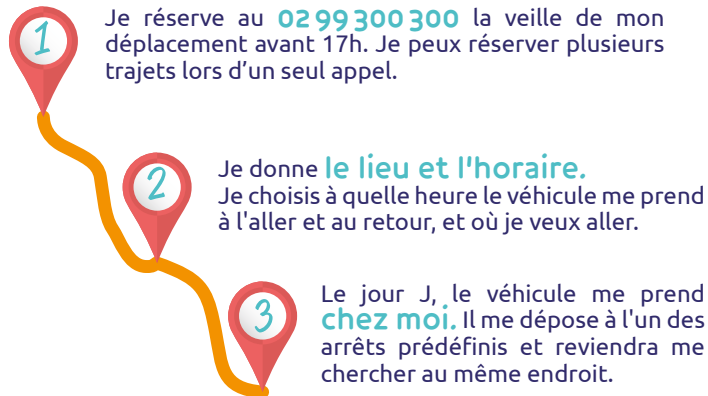 1
Je réserve au 02 99 300 300 la veille de mon
déplacement avant 17h. Je peux réserver plusieurs
trajets lors d'un seul appel.
2
Je donne le lieu et l'horaire.
Je choisis à quelle heure le véhicule me prend
à l'aller et au retour, et où je veux aller.
3
Le jour J, le véhicule me prend
chez moi. Il me dépose à l'un des
arrêts prédéfinis et reviendra me
chercher au même endroit.